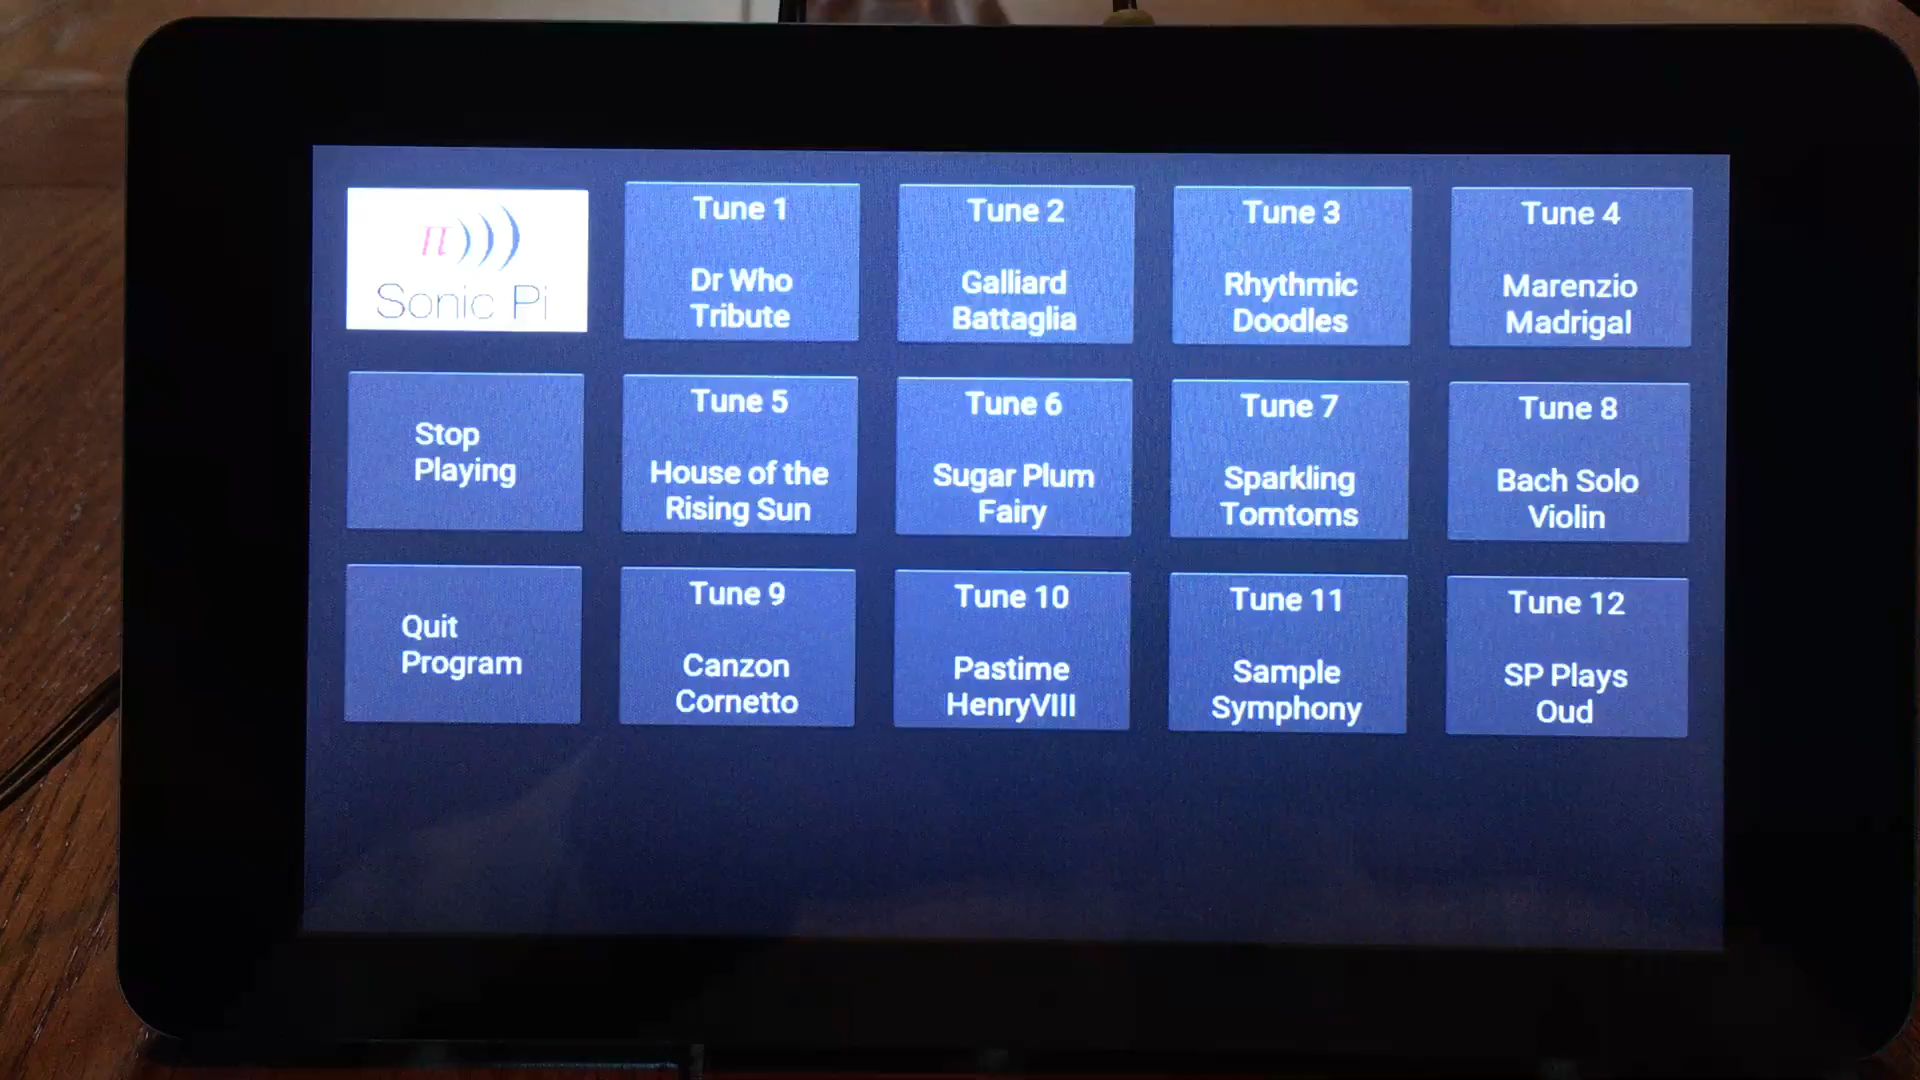 π)))
Sonic Pi
Tune 1
Dr Who
Tribute
Tune 2
Galliard
Battaglia
Tune 3
Rhythmic
Doodles
Tune 4
Marenzio
Madrigal
Stop
Playing
Tune 5
House of the
Rising Sun
Tune 6
Sugar Plum
Fairy
Tune 7
Sparkling
Tomtoms
Tune 8
Bach Solo
Violin
Quit
Program
Tune 9
Canzon
Cornetto
Tune 10
Pastime
HenryVIII
Tune 11
Sample
Symphony
Tune 12
SP Plays
Oud